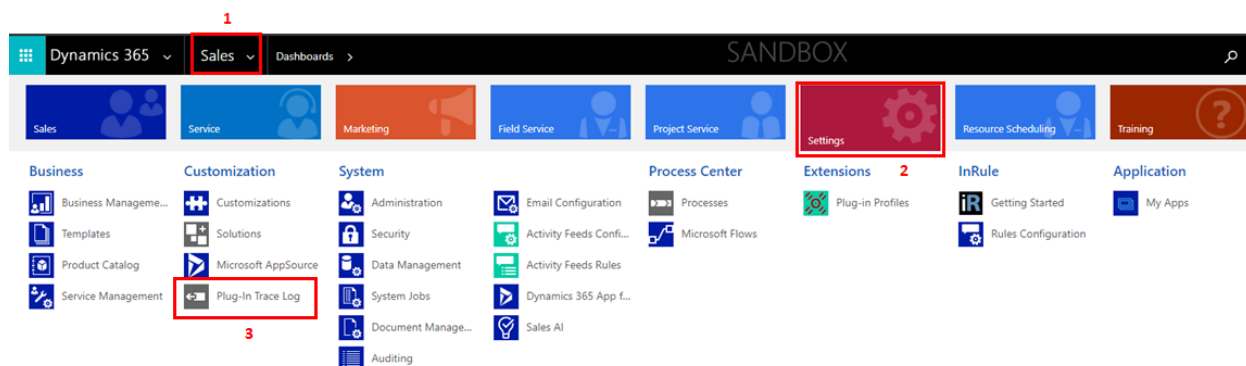 1
Dynamics 365
Sales
Dashboards >
SANDBOX
Sales
Service
Marketing
Field Service
Project Service
Settings
Resource Scheduling
Training
2
Business
Business Manageme...
Templates
Product Catalog
Service Management
Customization
Customizations
Solutions
Microsoft AppSource
Plug-In Trace Log
3
System
Administration
Security
Data Management
System Jobs
Document Manage...
Auditing
Email Configuration
Activity Feeds Confi...
Activity Feeds Rules
Dynamics 365 App f...
Sales AI
Process Center
Processes
Microsoft Flows
Extensions
Plug-in Profiles
InRule
iR
Getting Started
Rules Configuration
Application
My Apps